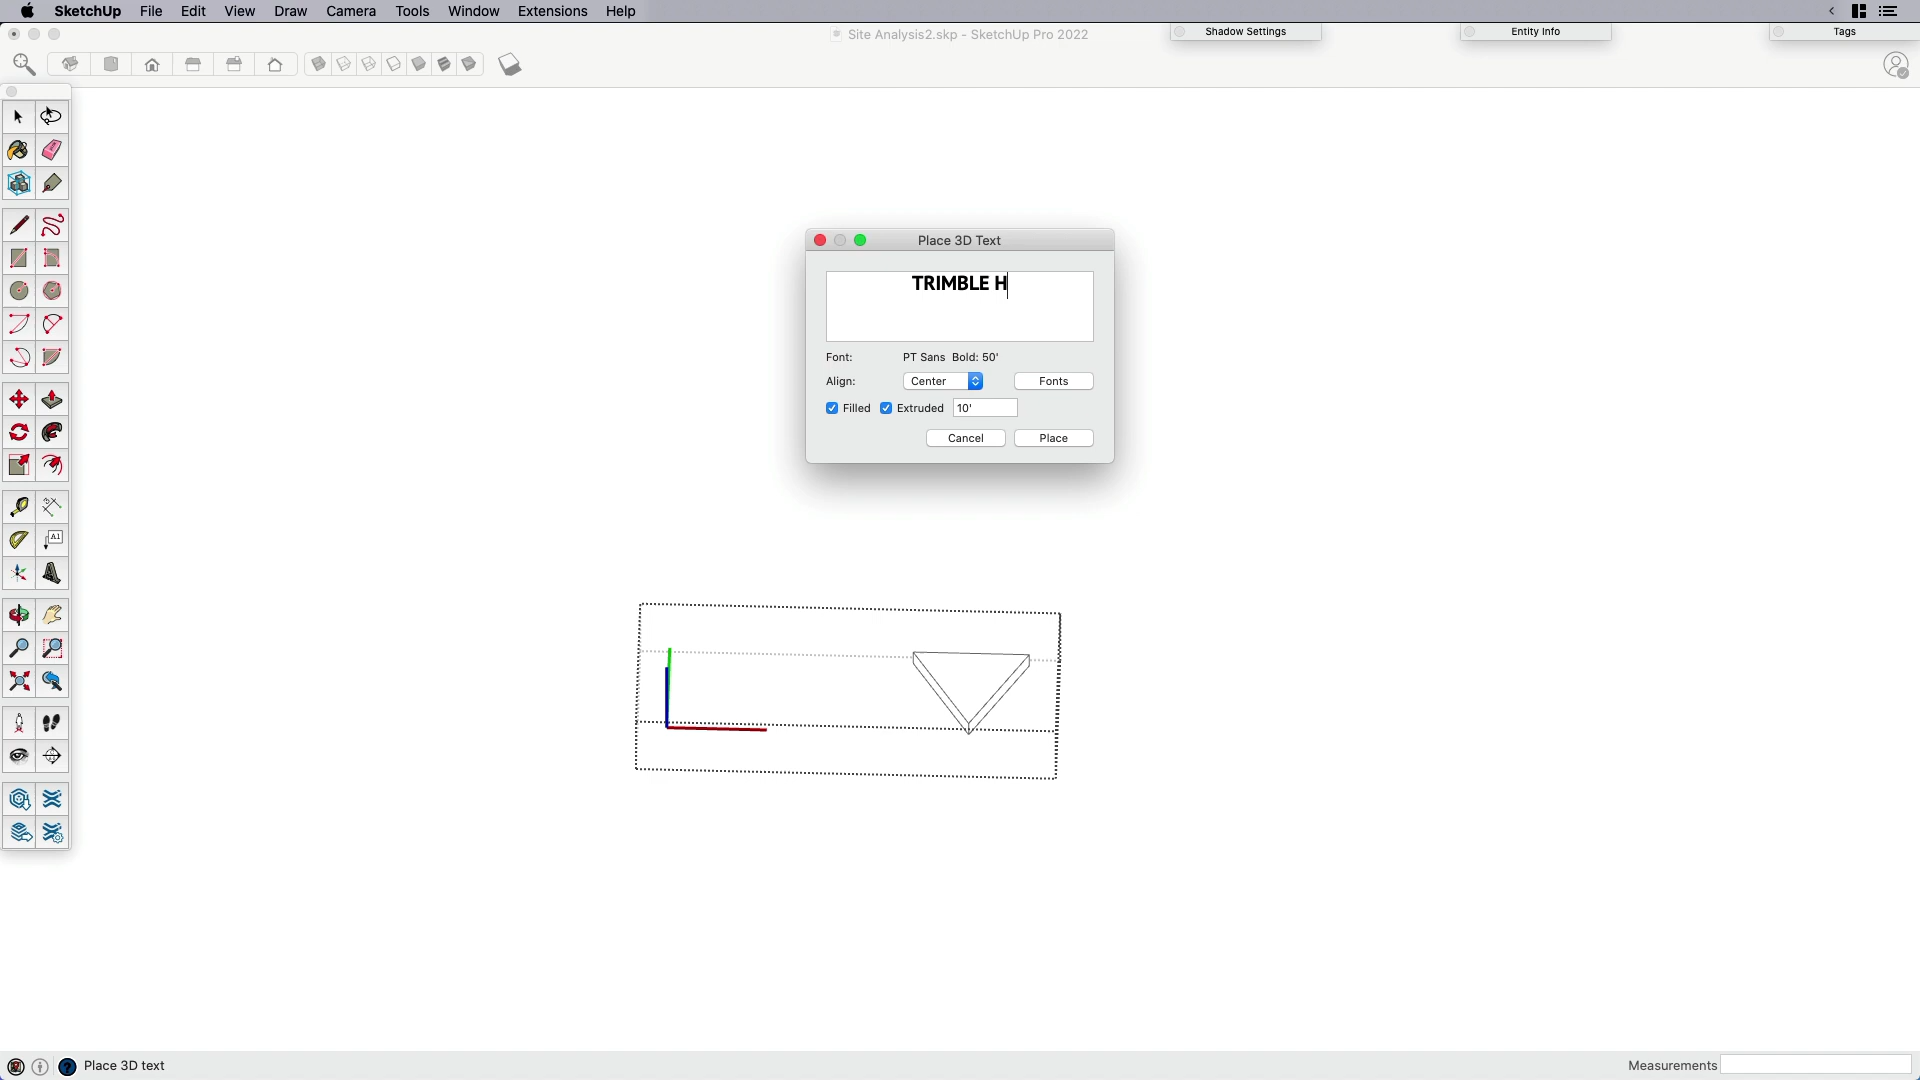 SketchUp File Edit View Draw Camera Tools Window Extensions Help
Site Analysis2.skp - SketchUp Pro 2022
Shadow Settings
Entity Info
Tags
Place 3D Text
TRIMBLE H
Font: PT Sans Bold: 50'
Align: Center Fonts
Filled Extruded 10'
Cancel Place
A1
Place 3D text
Measurements